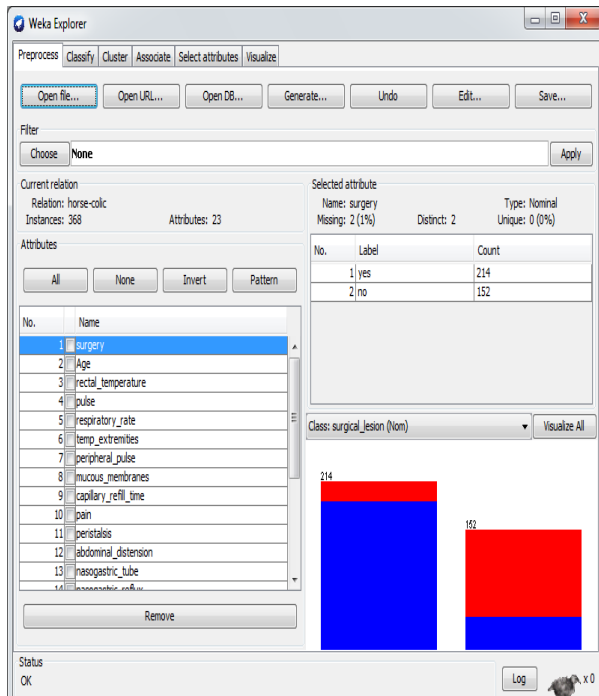 Weka Explorer
Preprocess Classify Cluster Associate Select attributes Visualize
Open file... Open URL... Open DB... Generate... Undo Edit... Save...
Filter
Choose None Apply
Current relation
Relation: horse-colic
Instances: 368 Attributes: 23
Selected attribute
Name: surgery Type: Nominal
Missing: 2 (1%) Distinct: 2 Unique: 0 (0%)
Attributes
All None Invert Pattern
No. Name
1 surgery
2 Age
3 rectal_temperature
4 pulse
5 respiratory_rate
6 temp_extremities
7 peripheral_pulse
8 mucous_membranes
9 capillary_refill_time
10 pain
11 peristalsis
12 abdominal_distension
13 nasogastric_tube
14 nasogastric_reflux
Remove
No. Label Count
1 yes 214
2 no 152
Class: surgical_lesion (Nom) Visualize All
214
152
Status
OK
Log x 0